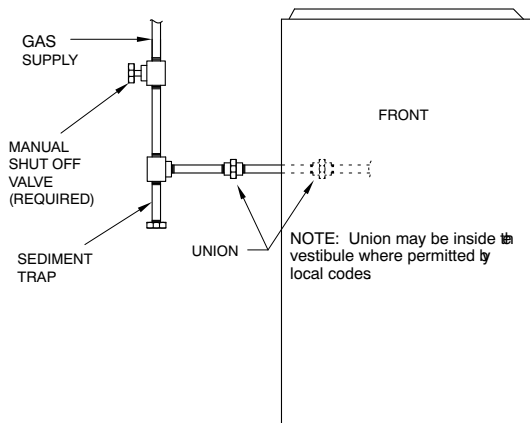 GAS
SUPPLY
FRONT
MANUAL
SHUT OFF
VALVE
(REQUIRED)
SEDIMENT
TRAP
UNION
NOTE: Union may be inside the
vestibule where permitted by
local codes